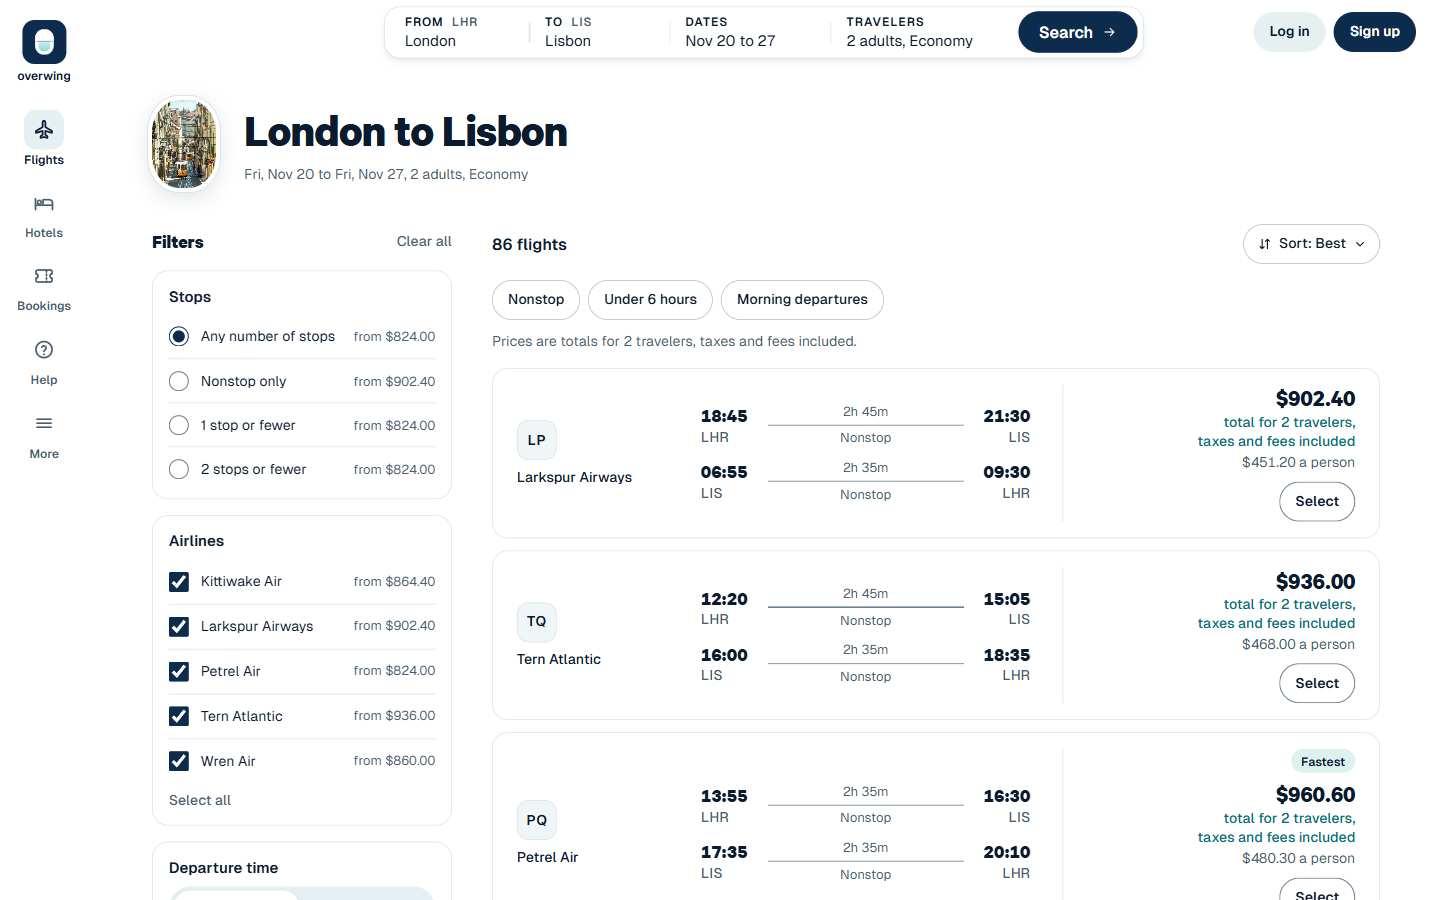 overwing
Flights
Hotels
Bookings
Help
More
FROM LHR
London
TO LIS
Lisbon
DATES
Nov 20 to 27
TRAVELERS
2 adults, Economy
Search
Log in
Sign up
London to Lisbon
Fri, Nov 20 to Fri, Nov 27, 2 adults, Economy
Filters
Clear all
Stops
Any number of stops from $824.00
Nonstop only from $902.40
1 stop or fewer from $824.00
2 stops or fewer from $824.00
Airlines
Kittiwake Air from $864.40
Larkspur Airways from $902.40
Petrel Air from $824.00
Tern Atlantic from $936.00
Wren Air from $860.00
Select all
Departure time
86 flights
Sort: Best
Nonstop
Under 6 hours
Morning departures
Prices are totals for 2 travelers, taxes and fees included.
LP
Larkspur Airways
18:45 2h 45m 21:30
LHR Nonstop LIS
06:55 2h 35m 09:30
LIS Nonstop LHR
$902.40
total for 2 travelers,
taxes and fees included
$451.20 a person
Select
TQ
Tern Atlantic
12:20 2h 45m 15:05
LHR Nonstop LIS
16:00 2h 35m 18:35
LIS Nonstop LHR
$936.00
total for 2 travelers,
taxes and fees included
$468.00 a person
Select
PQ
Petrel Air
13:55 2h 35m 16:30
LHR Nonstop LIS
17:35 2h 35m 20:10
LIS Nonstop LHR
Fastest
$960.60
total for 2 travelers,
taxes and fees included
$480.30 a person
Select